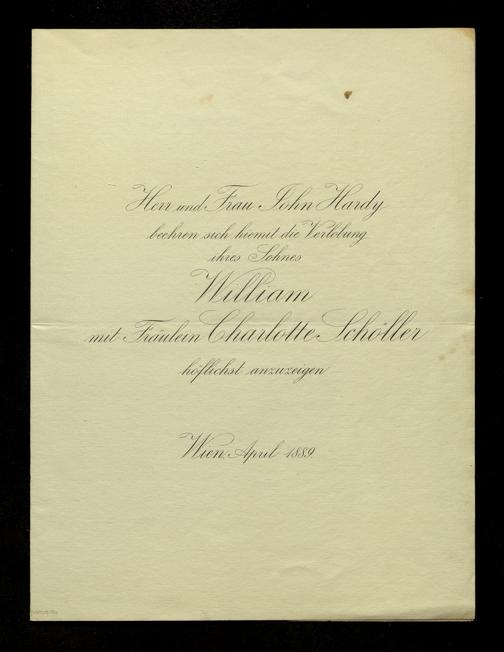 Herr und Frau John Hardy
beehren sich hiemit die Verlobung
ihres Sohnes
William
mit Fräulein Charlotte Schöller
höflichst anzuzeigen
Wien, April 1889.